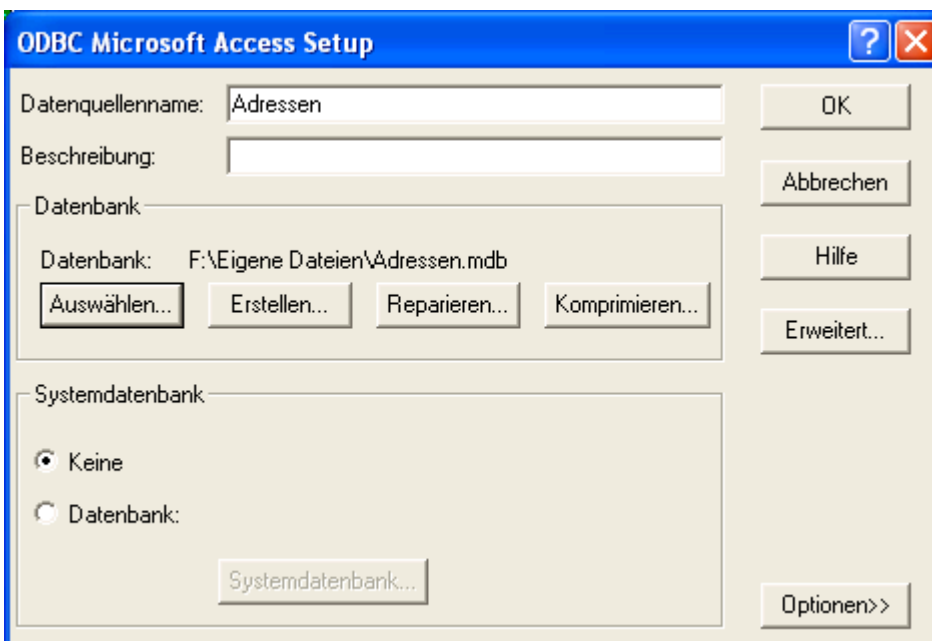 ODBC Microsoft Access Setup
Datenquellenname: Adressen
OK
Beschreibung:
Abbrechen
Datenbank
Datenbank: F:\Eigene Dateien\Adressen.mdb
Hilfe
Auswählen... Erstellen... Reparieren... Komprimieren...
Erweitert...
Systemdatenbank
Keine
Datenbank:
Systemdatenbank...
Optionen>>